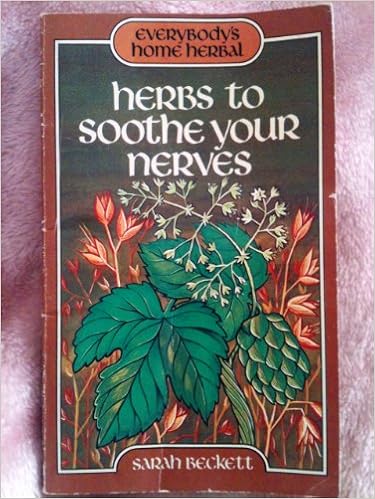 everybody's
home herbal
herbs to
soothe your
nerves
sarah beckett